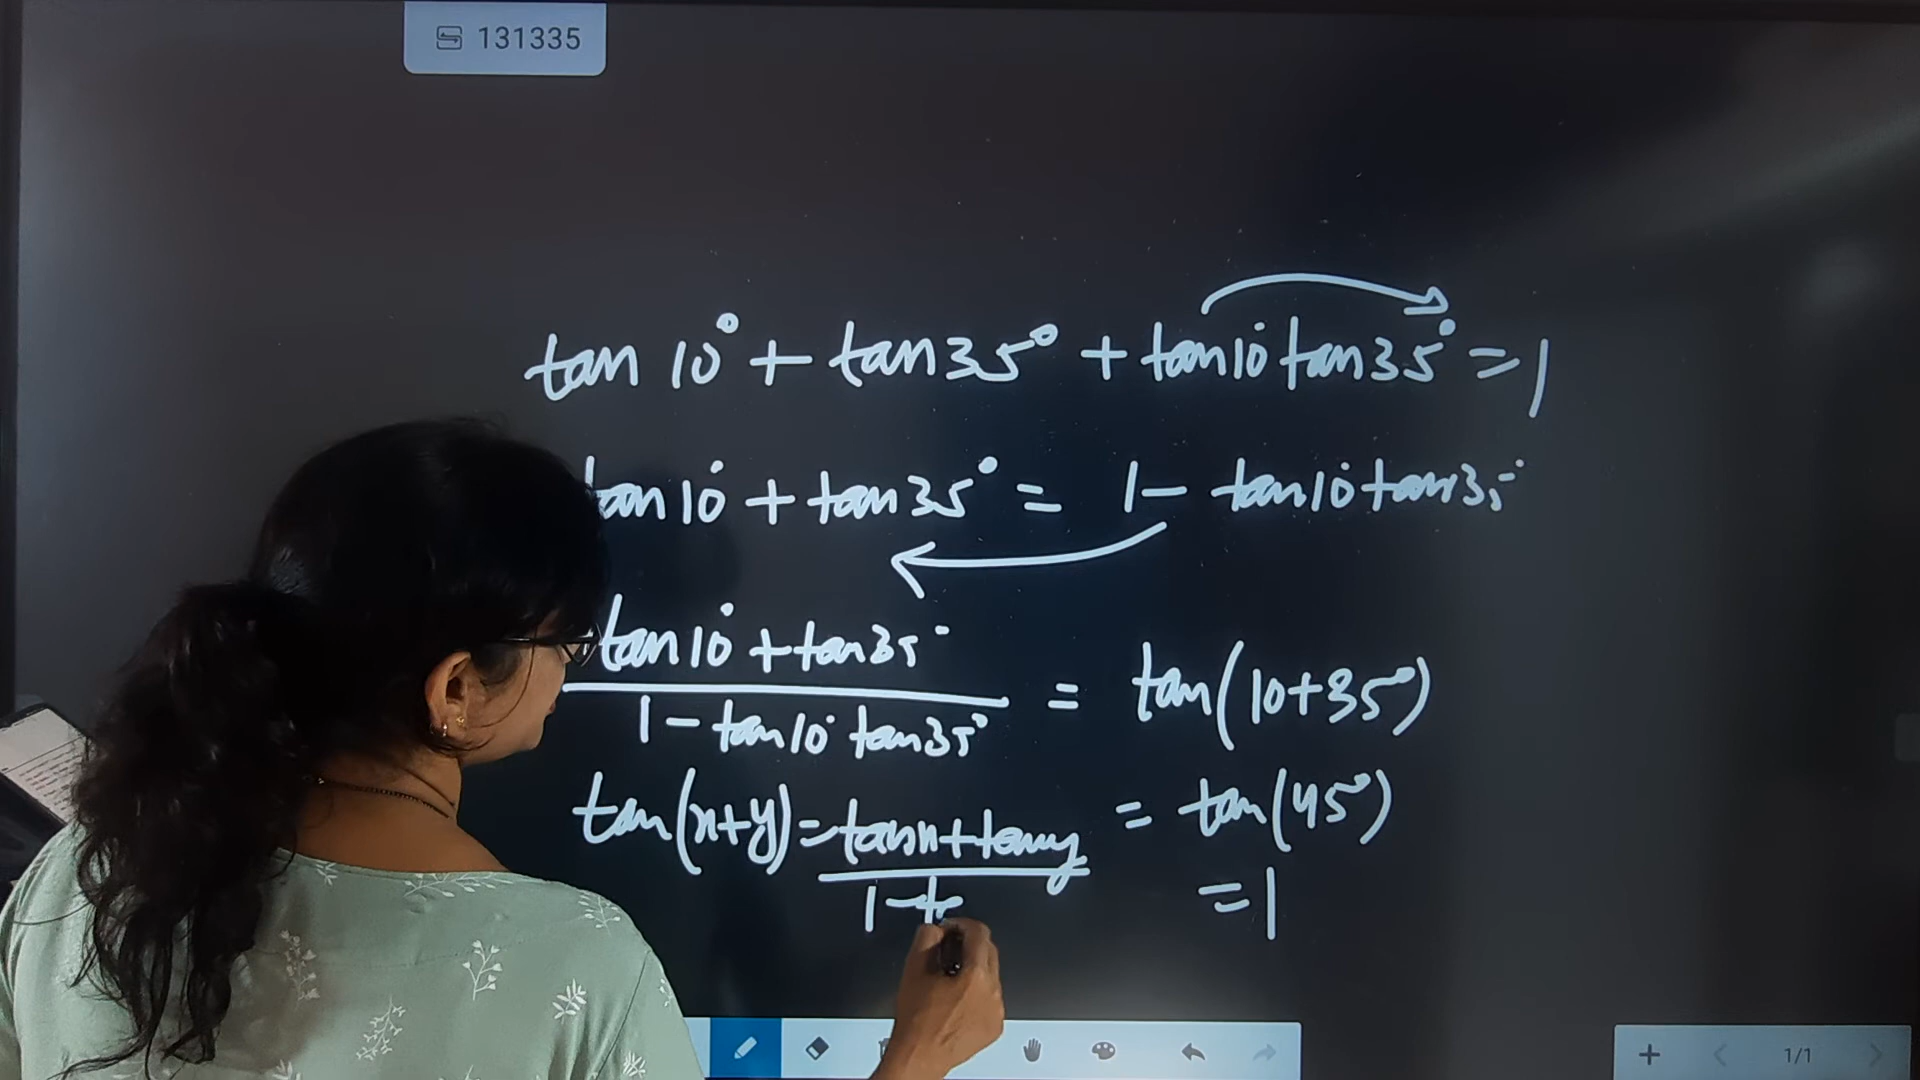 131335
tan 10° + tan 35° + tan 10° tan 35° = 1
tan 10° + tan 35° = 1 - tan 10° tan 35°
tan 10° + tan 35°
1 - tan 10° tan 35°
= tan(10+35°)
tan(x+y) = tan x + tan y
1 - t
= tan(45°)
= 1
1/1